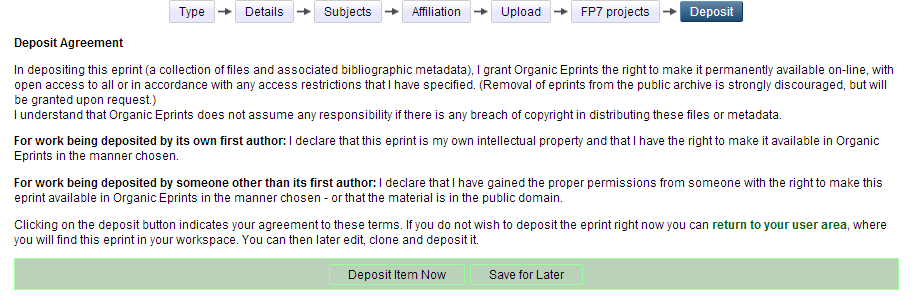 Type Details Subjects Affiliation Upload FP7 projects Deposit
Deposit Agreement
In depositing this eprint (a collection of files and associated bibliographic metadata), I grant Organic Eprints the right to make it permanently available on-line, with
open access to all or in accordance with any access restrictions that I have specified. (Removal of eprints from the public archive is strongly discouraged, but will
be granted upon request.)
I understand that Organic Eprints does not assume any responsibility if there is any breach of copyright in distributing these files or metadata.
For work being deposited by its own first author: I declare that this eprint is my own intellectual property and that I have the right to make it available in Organic
Eprints in the manner chosen.
For work being deposited by someone other than its first author: I declare that I have gained the proper permissions from someone with the right to make this
eprint available in Organic Eprints in the manner chosen - or that the material is in the public domain.
Clicking on the deposit button indicates your agreement to these terms. If you do not wish to deposit the eprint right now you can return to your user area, where
you will find this eprint in your workspace. You can then later edit, clone and deposit it.
Deposit Item Now Save for Later